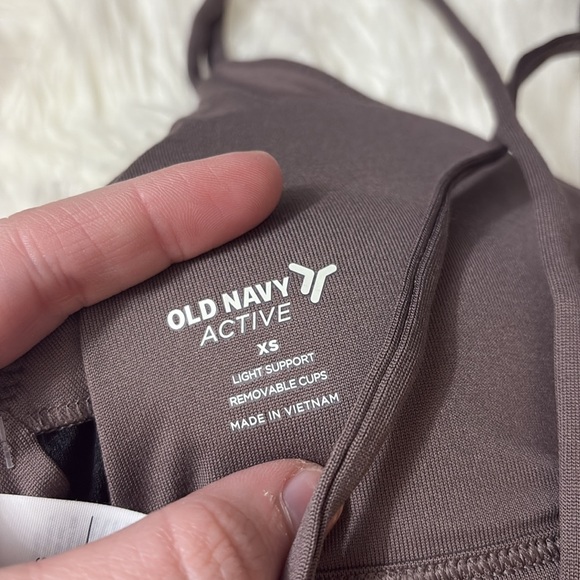 OLD NAVY
ACTIVE
XS
LIGHT SUPPORT
REMOVABLE CUPS
MADE IN VIETNAM